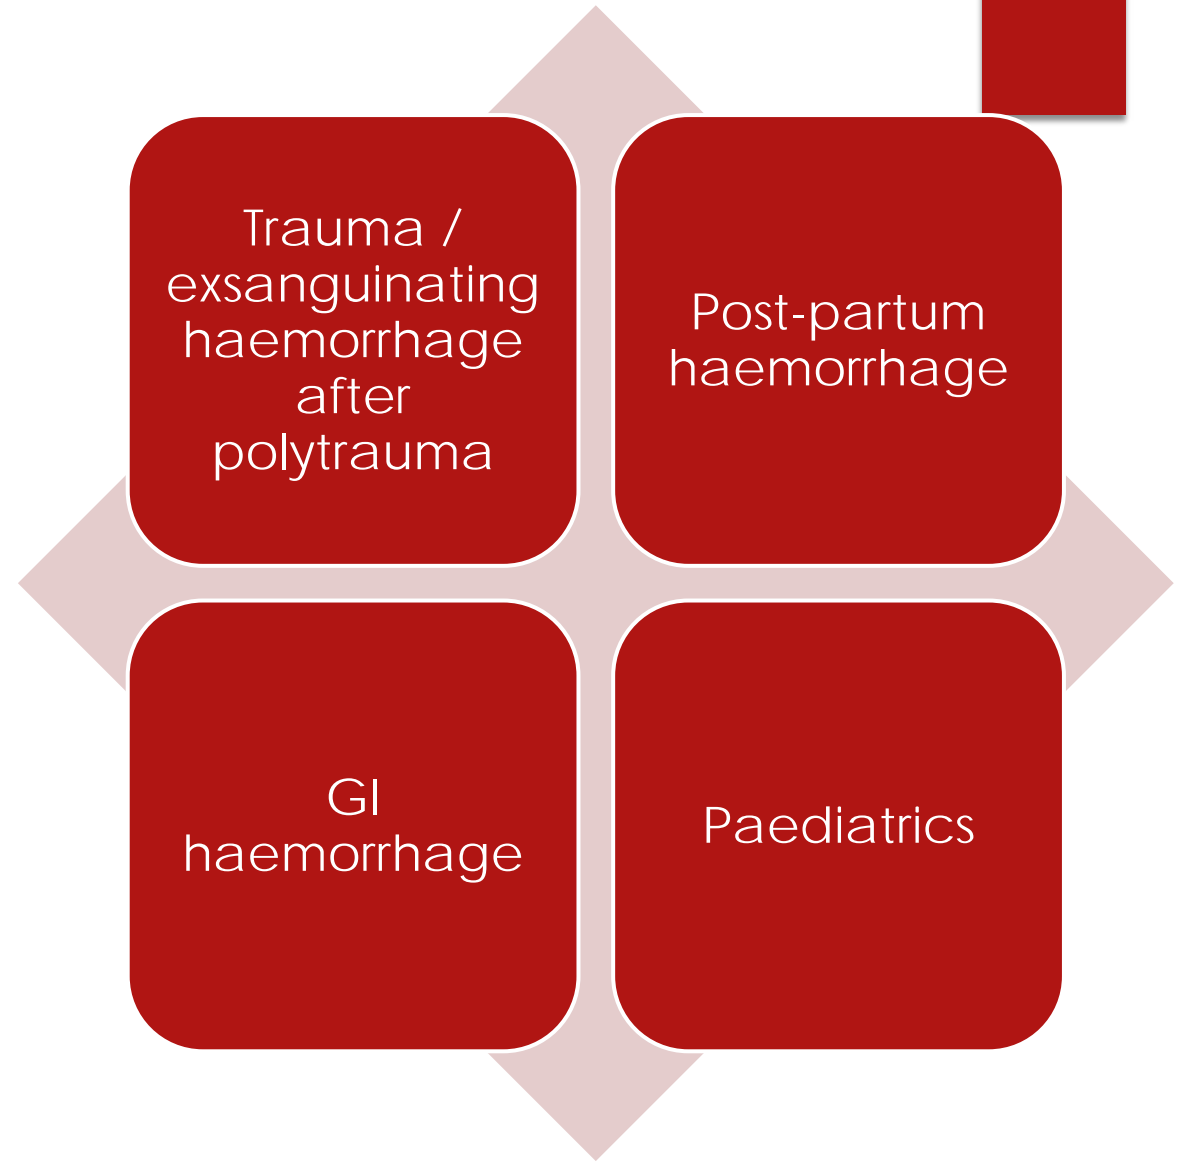 Trauma /
exsanguinating
haemorrhage
after
polytrauma
Post-partum
haemorrhage
GI
haemorrhage
Paediatrics